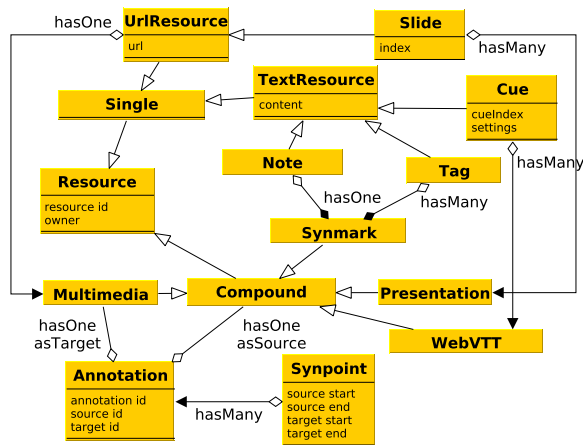 hasOne
UrlResource
url
Slide
index
hasMany
TextResource
content
Cue
cueIndex
settings
Single
Note
Tag
hasMany
Resource
resource id
owner
hasOne
hasMany
Synmark
Multimedia
Compound
Presentation
hasOne
asTarget
hasOne
asSource
WebVTT
Annotation
annotation id
source id
target id
hasMany
Synpoint
source start
source end
target start
target end